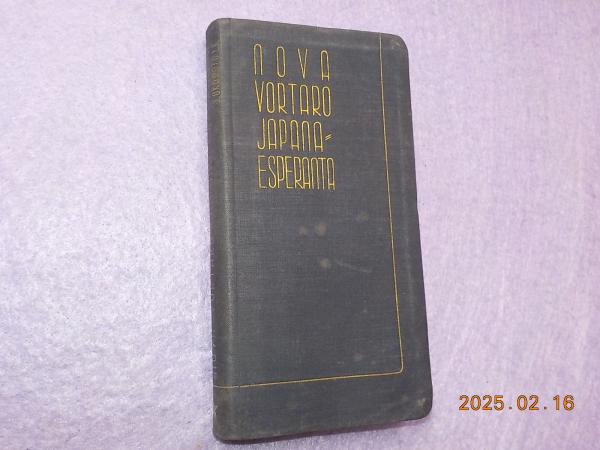 NOVA
VORTARO
JAPANA=
ESPERANTA
2025.02.16